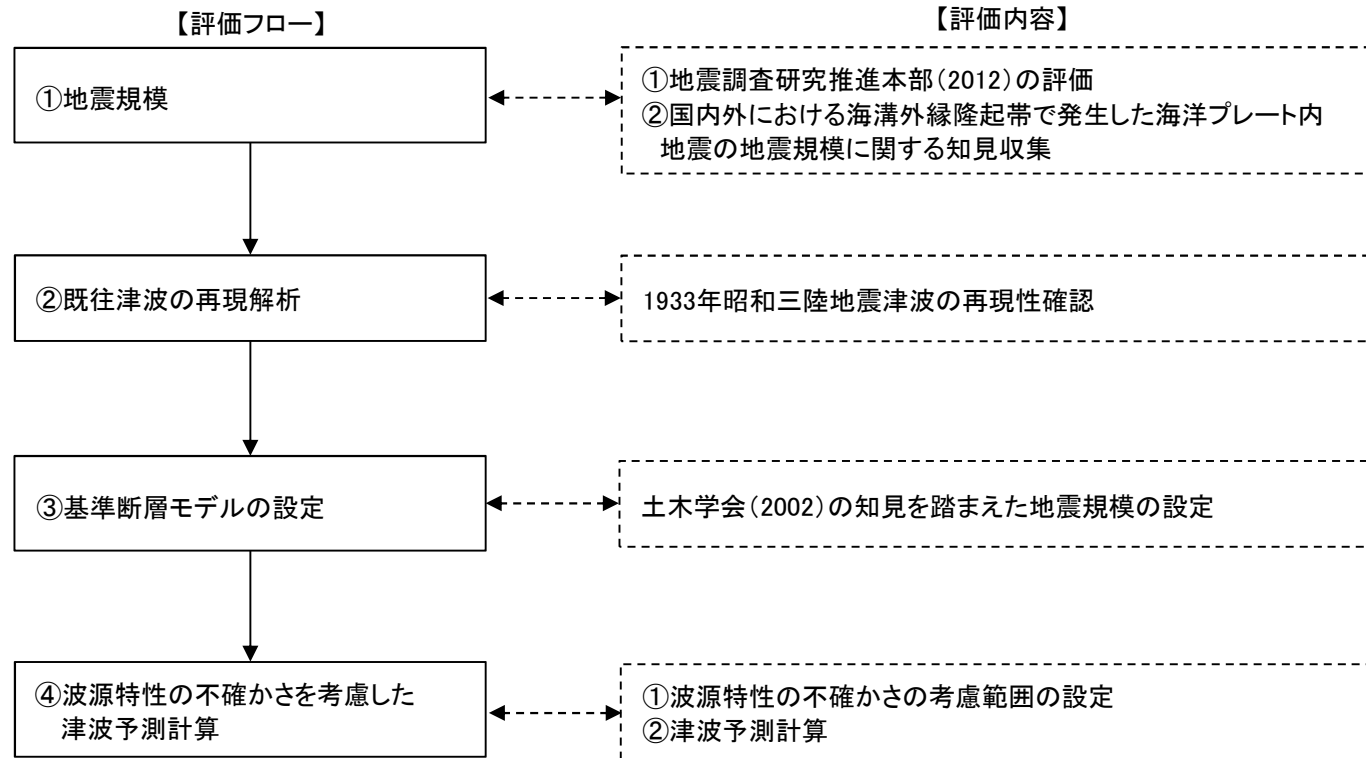 【評価フロー】
【評価内容】
①地震規模
①地震調査研究推進本部(2012)の評価
②国内外における海溝外縁隆起帯で発生した海洋プレート内
地震の地震規模に関する知見収集
②既往津波の再現解析
1933年昭和三陸地震津波の再現性確認
③基準断層モデルの設定
土木学会(2002)の知見を踏まえた地震規模の設定
④波源特性の不確かさを考慮した
津波予測計算
①波源特性の不確かさの考慮範囲の設定
②津波予測計算